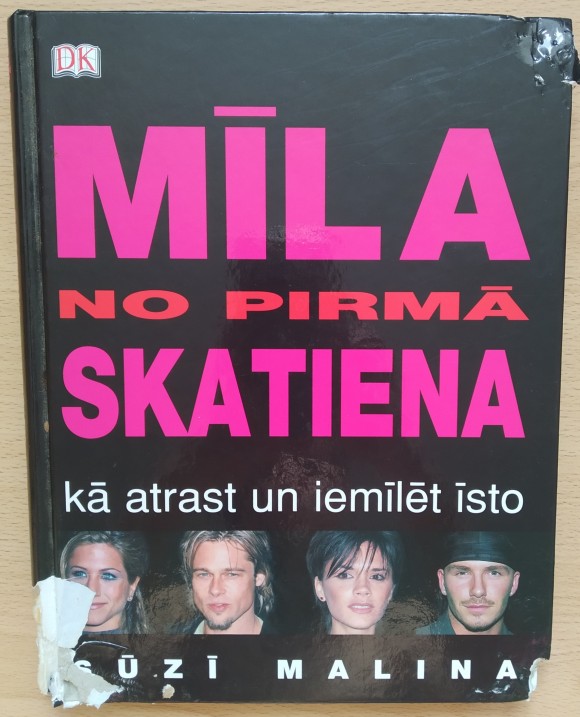 DK
MĪLA
NO PIRMĀ
SKATIENA
kā atrast un iemīlēt īsto
SŪZĪ MALINA